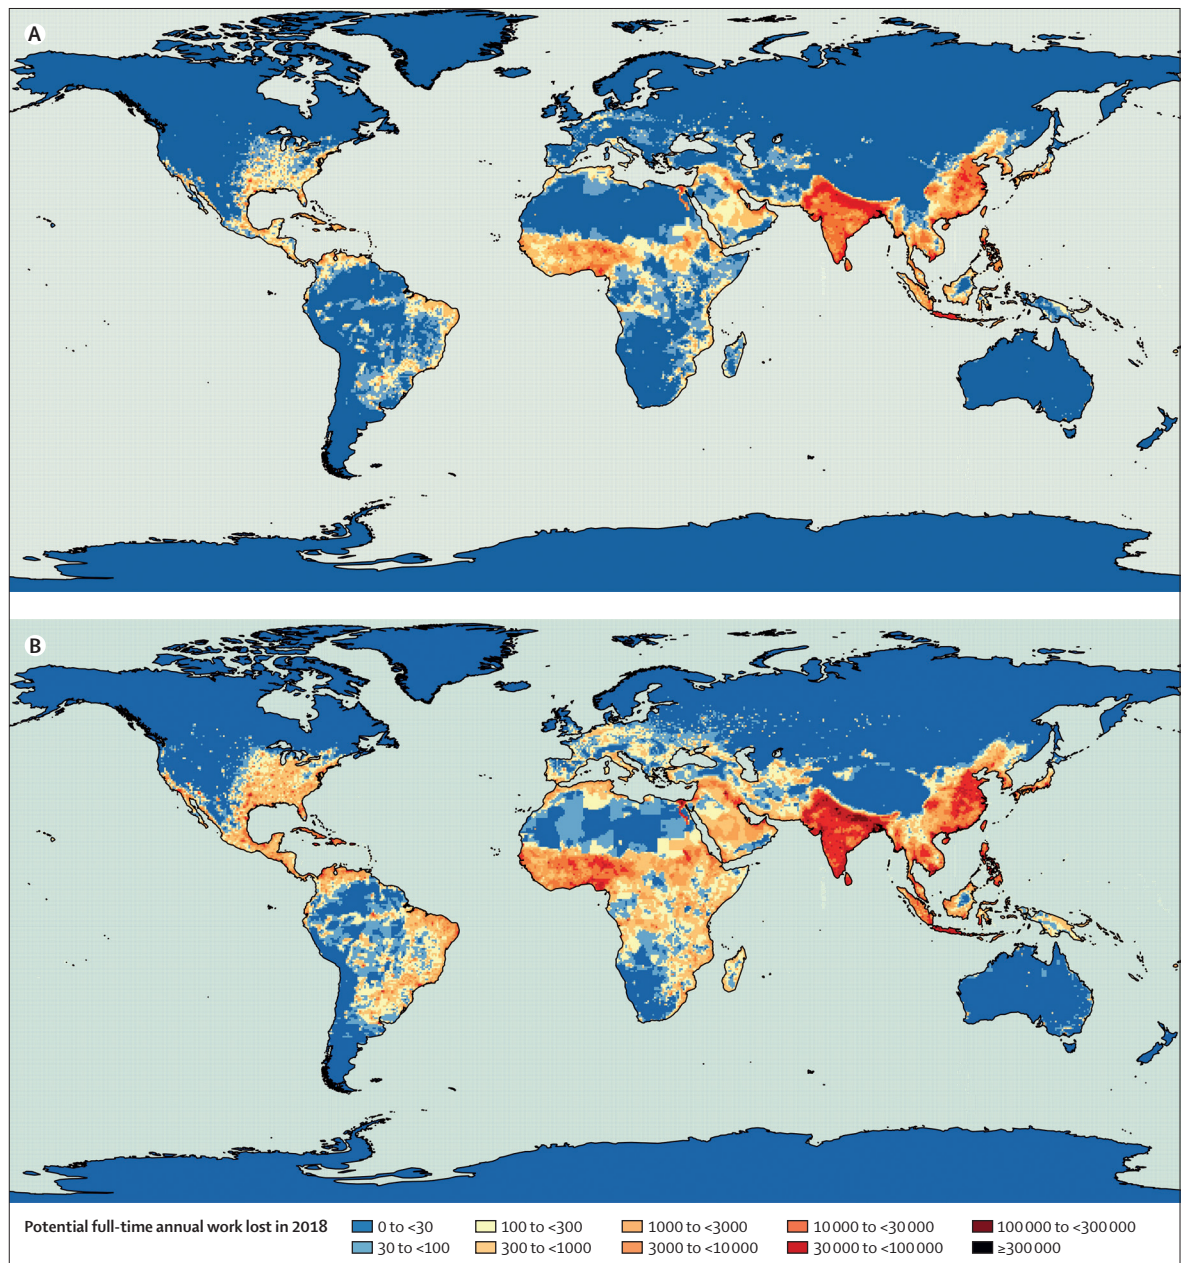 A
B
Potential full-time annual work lost in 2018
0 to <30
100 to <300
1000 to <3000
10 000 to <30 000
100 000 to <300 000
30 to <100
300 to <1000
3000 to <10 000
30 000 to <100 000
≥300 000